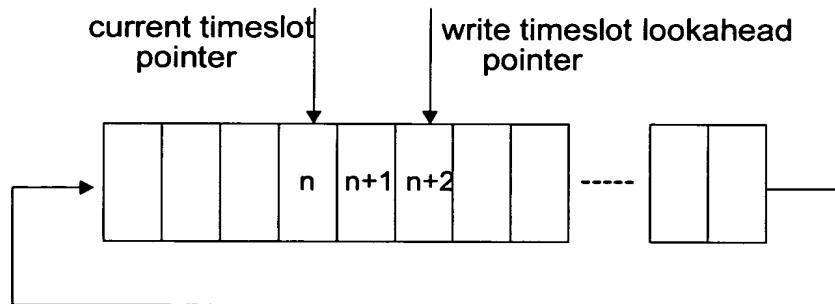 current timeslot
pointer
write timeslot lookahead
pointer
n
n+1
n+2